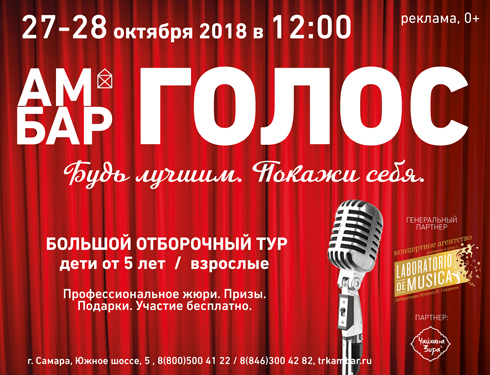 27-28 октября 2018 в 12:00
реклама, 0+
АМ
БАР
ГОЛОС
Будь лучшим. Покажи себя.
БОЛЬШОЙ ОТБОРОЧНЫЙ ТУР
дети от 5 лет / взрослые
Профессиональное жюри. Призы.
Подарки. Участие бесплатно.
ГЕНЕРАЛЬНЫЙ
ПАРТНЕР
концертное агентство
LABORATORIO
DE MUSICA
ПАРТНЕР:
Чайхана
Зира
г. Самара, Южное шоссе, 5 , 8(800)500 41 22 / 8(846)300 42 82, trkambar.ru